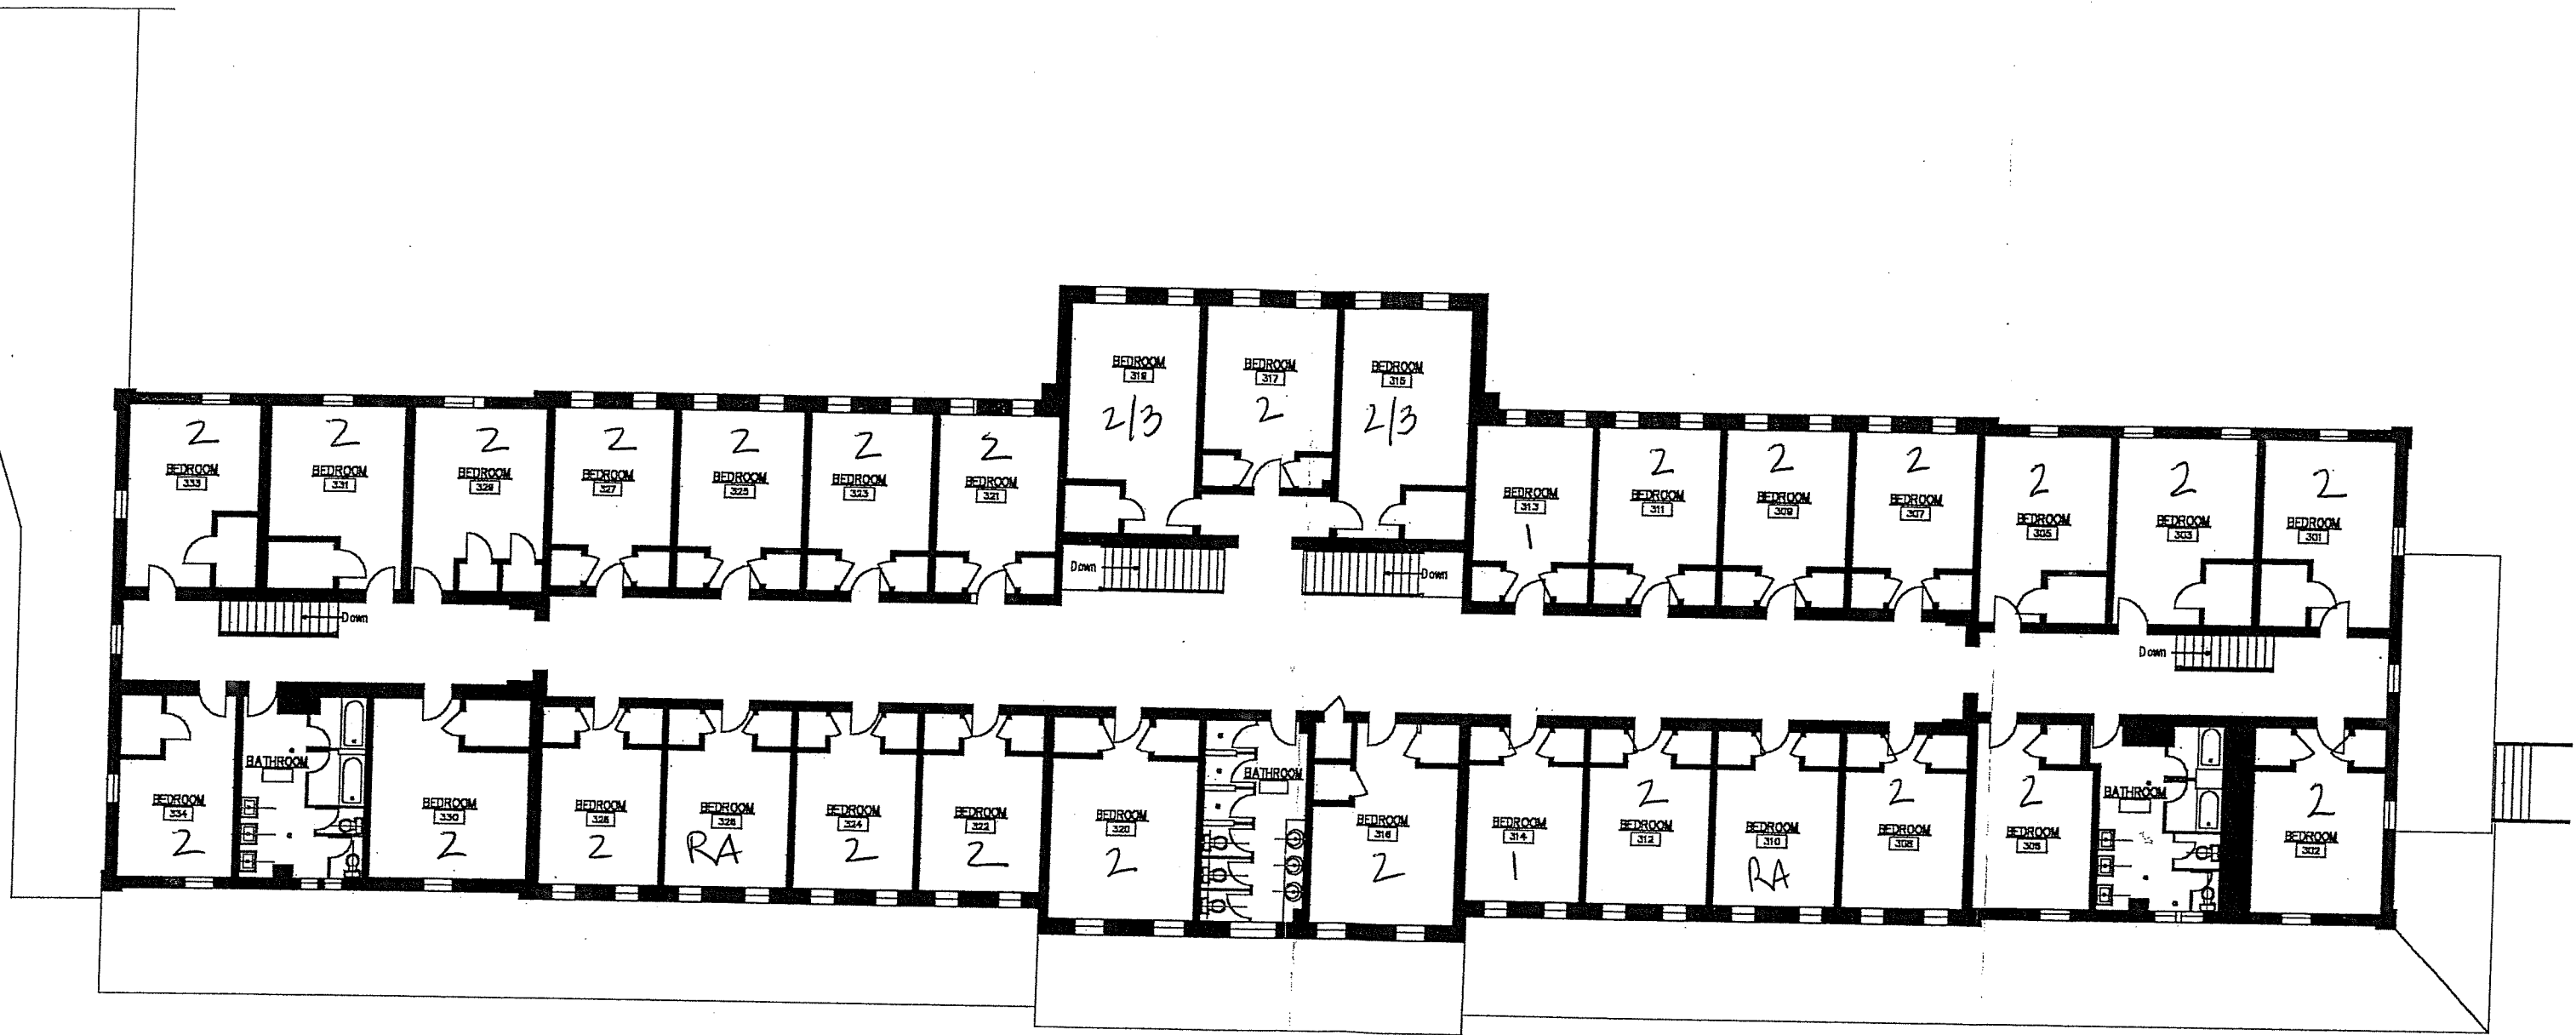 BEDROOM
319
2/3
BEDROOM
317
2
BEDROOM
315
2/3
2
BEDROOM
333
2
BEDROOM
331
2
BEDROOM
329
2
BEDROOM
327
2
BEDROOM
325
2
BEDROOM
323
2
BEDROOM
321
BEDROOM
313
1
2
BEDROOM
311
2
BEDROOM
309
2
BEDROOM
307
2
BEDROOM
305
2
BEDROOM
303
2
BEDROOM
301
Down
Down
Down
Down
BEDROOM
334
2
BATHROOM
BEDROOM
330
2
BEDROOM
328
2
BEDROOM
326
RA
BEDROOM
324
2
BEDROOM
322
2
BEDROOM
320
2
BATHROOM
BEDROOM
316
2
BEDROOM
314
1
2
BEDROOM
312
BEDROOM
310
RA
2
BEDROOM
308
2
BEDROOM
306
BATHROOM
2
BEDROOM
302